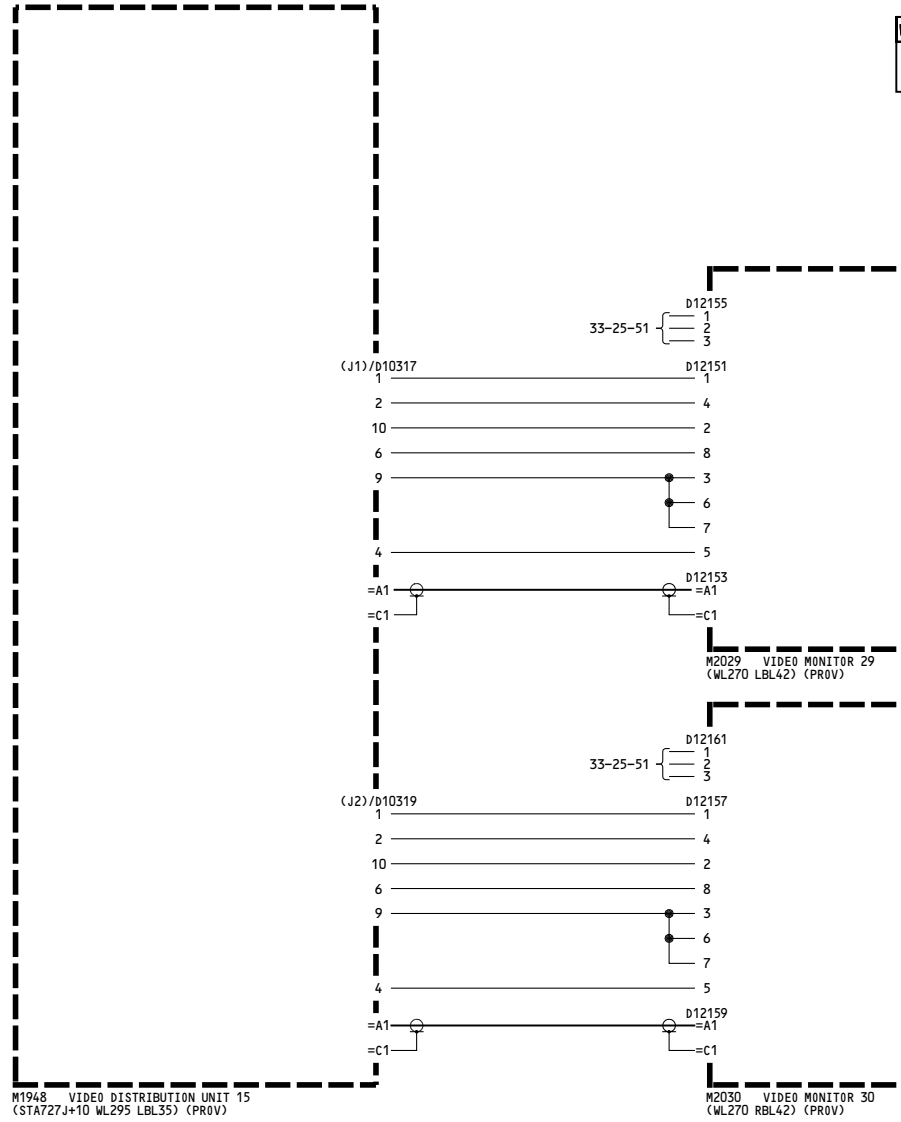 D12155
1
33-25-51 2
3
(J1)/D10317 D12151
1 1
2 4
10 2
6 8
9 3
6
7
4 5
D12153
=A1 =A1
=C1 =C1
M2029 VIDEO MONITOR 29
(WL270 LBL42) (PROV)
D12161
1
33-25-51 2
3
(J2)/D10319 D12157
1 1
2 4
10 2
6 8
9 3
6
7
4 5
D12159
=A1 =A1
=C1 =C1
M1948 VIDEO DISTRIBUTION UNIT 15
(STA727J+10 WL295 LBL35) (PROV)
M2030 VIDEO MONITOR 30
(WL270 RBL42) (PROV)